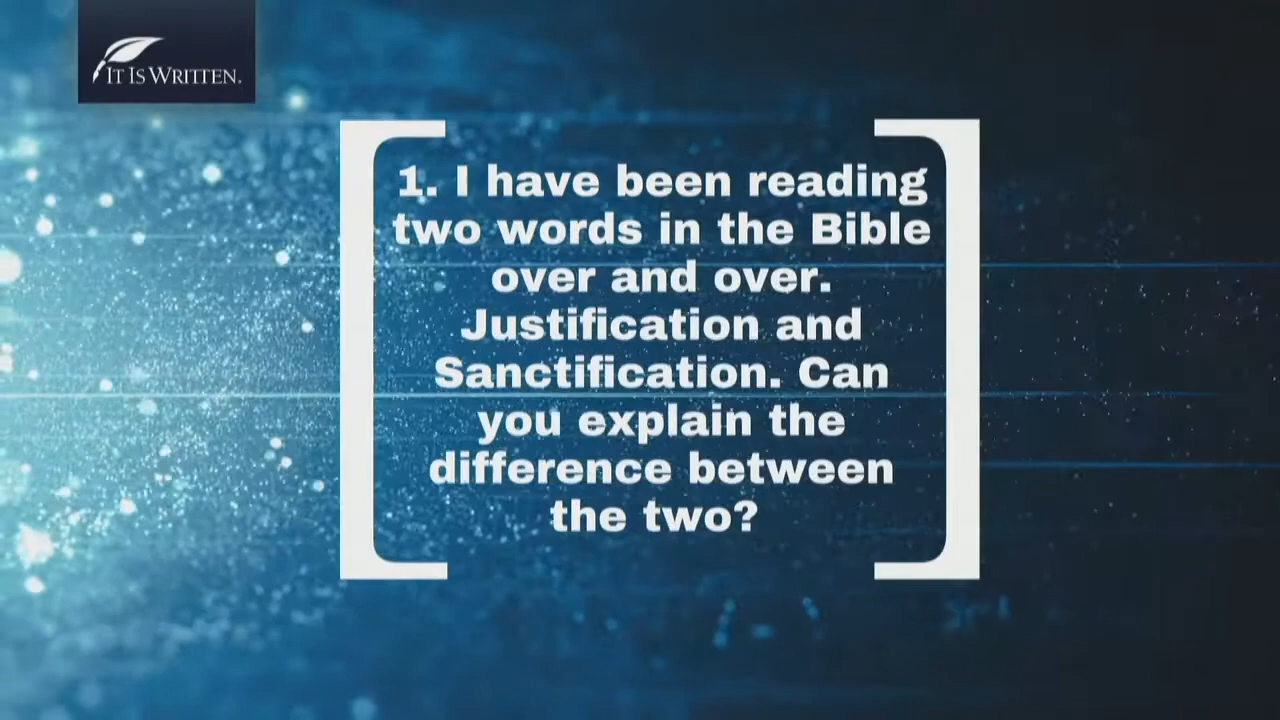 IT IS WRITTEN.
1. I have been reading
two words in the Bible
over and over.
Justification and
Sanctification. Can
you explain the
difference between
the two?